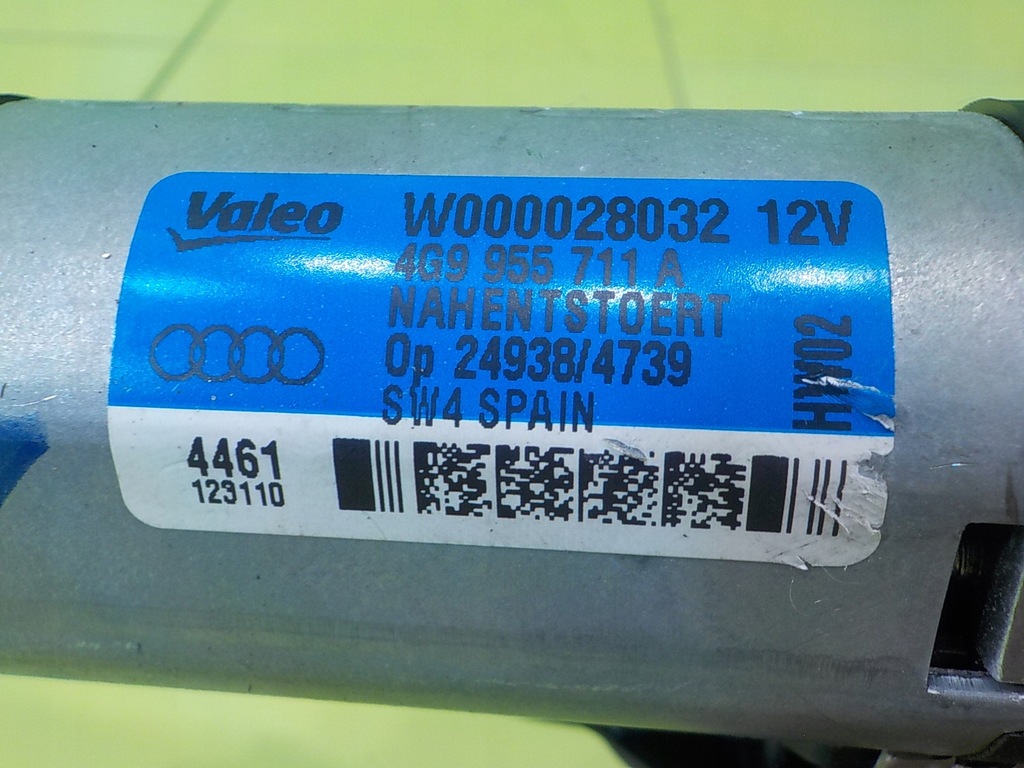 Valeo W000028032 12V
4G9 955 711 A
NAHENTSTOERT
Op 24938/4739
SW4 SPAIN
HW02
4461
123110